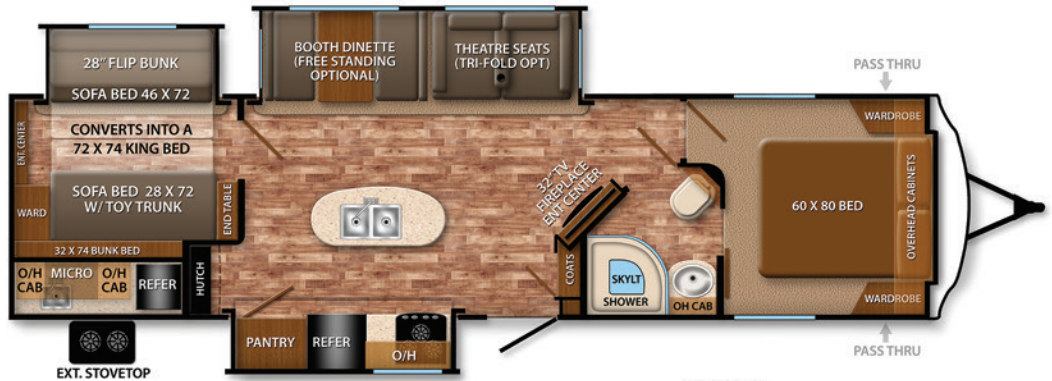 28" FLIP BUNK
SOFA BED 46 X 72
CONVERTS INTO A
72 X 74 KING BED
ENT. CENTER
WARD
SOFA BED 28 X 72
W/ TOY TRUNK
END TABLE
32 X 74 BUNK BED
O/H
CAB
MICRO
O/H
CAB
REFER
HUTCH
EXT. STOVETOP
BOOTH DINETTE
(FREE STANDING
OPTIONAL)
THEATRE SEATS
(TRI-FOLD OPT)
PANTRY
REFER
O/H
32" TV
FIREPLACE
ENT CENTER
COATS
SKYLT
SHOWER
OH CAB
60 X 80 BED
PASS THRU
WARDROBE
OVERHEAD CABINETS
WARDROBE
PASS THRU